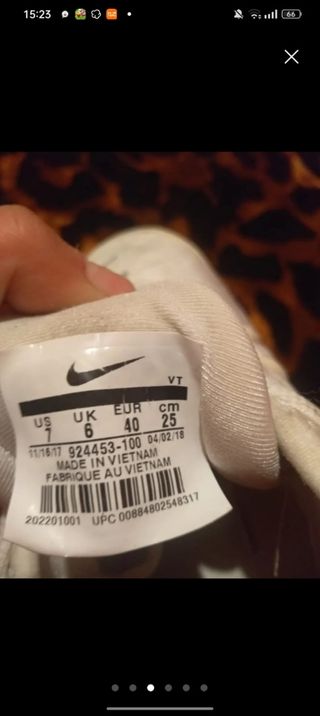 15:23
66
VT
US UK EUR cm
7 6 40 25
11/16/17 924453-100 04/02/18
MADE IN VIETNAM
FABRIQUE AU VIETNAM
202201001 UPC 00884802548317